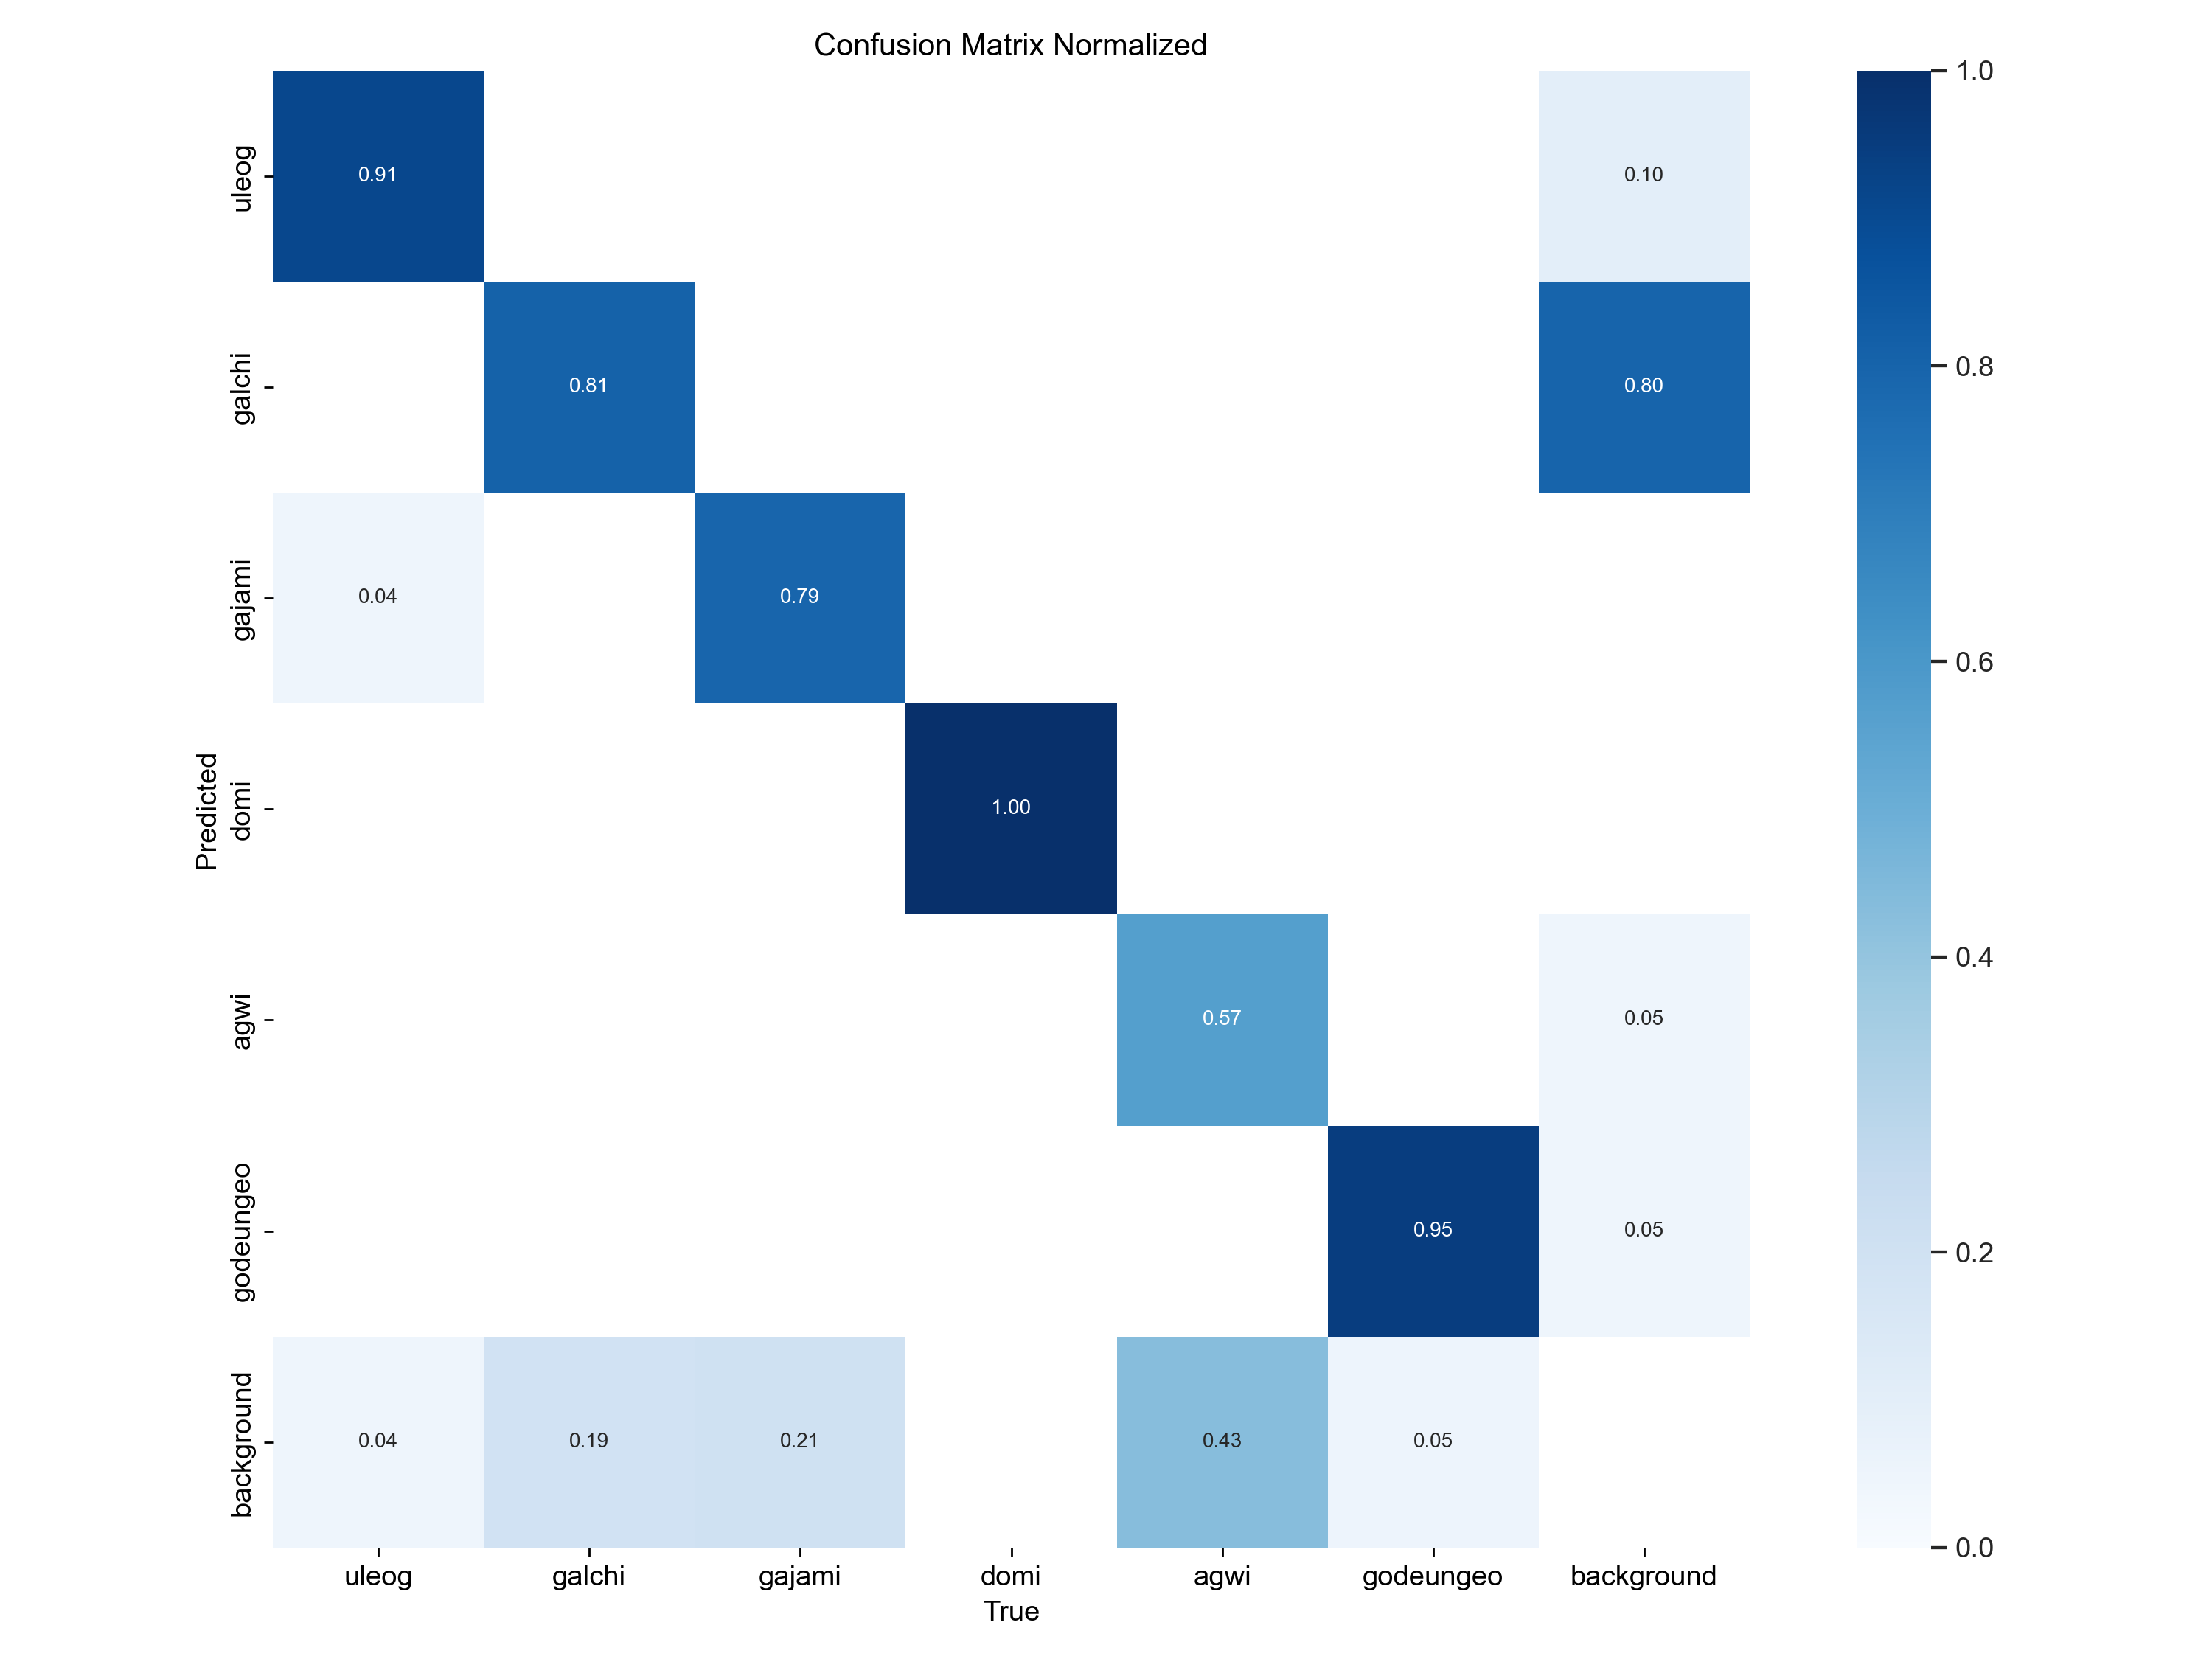 Confusion Matrix Normalized
uleog
0.91
0.10
galchi
0.81
0.80
gajami
0.04
0.79
domi
1.00
agwi
0.57
0.05
godeungeo
0.95
0.05
background
0.04
0.19
0.21
0.43
0.05
Predicted
uleog galchi gajami domi agwi godeungeo background
True
1.0
0.8
0.6
0.4
0.2
0.0